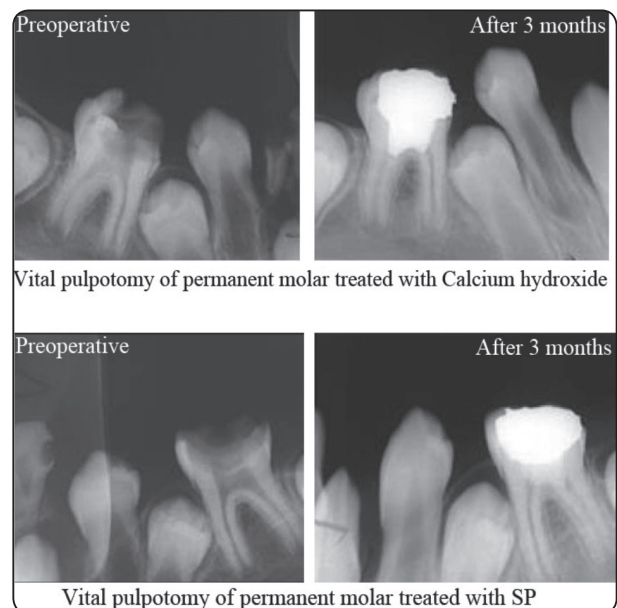 Preoperative
After 3 months
Vital pulpotomy of permanent molar treated with Calcium hydroxide
Preoperative
After 3 months
Vital pulpotomy of permanent molar treated with SP